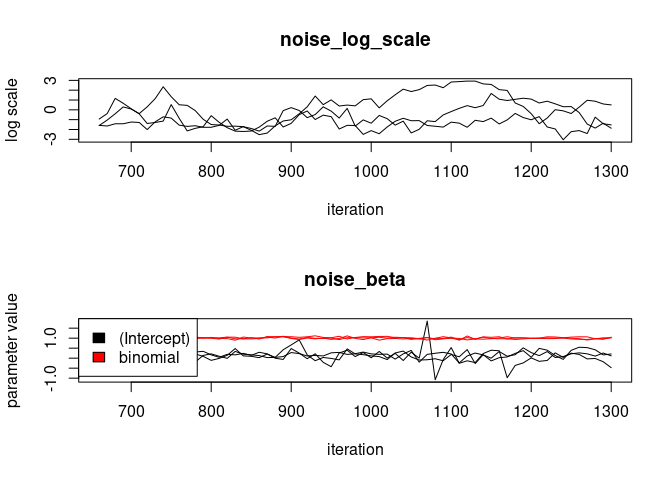 noise_log_scale
log scale
3
0
-3
700 800 900 1000 1100 1200 1300
iteration
noise_beta
parameter value
1.0
-1.0
(Intercept)
binomial
700 800 900 1000 1100 1200 1300
iteration